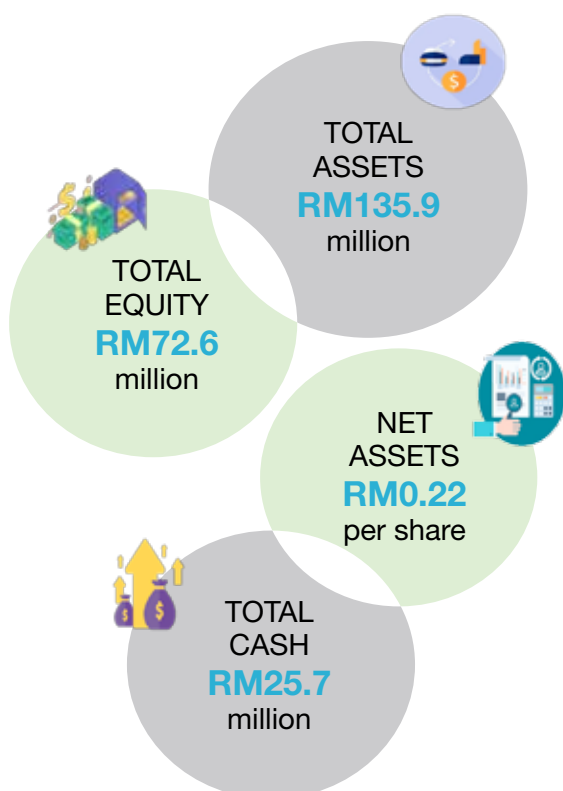 TOTAL
ASSETS
RM135.9
million
TOTAL
EQUITY
RM72.6
million
NET
ASSETS
RM0.22
per share
TOTAL
CASH
RM25.7
million